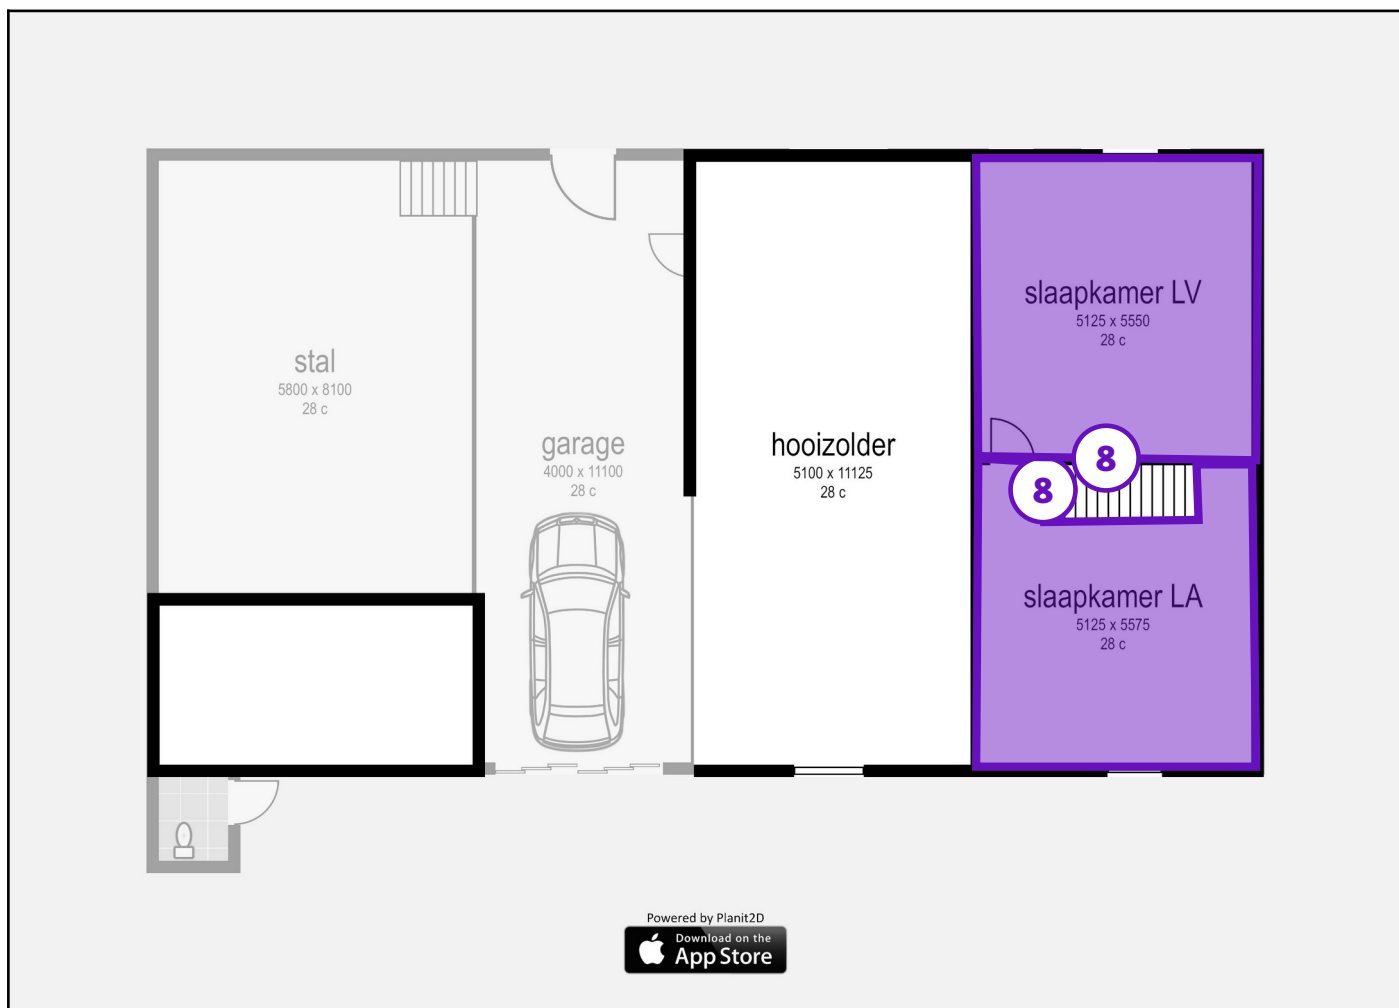 slaapkamer LV
5125 x 5550
28 c
stal
5800 x 8100
28 c
garage
4000 x 11100
28 c
hooizolder
5100 x 11125
28 c
8
8
slaapkamer LA
5125 x 5575
28 c
Powered by Planit2D
Download on the
App Store